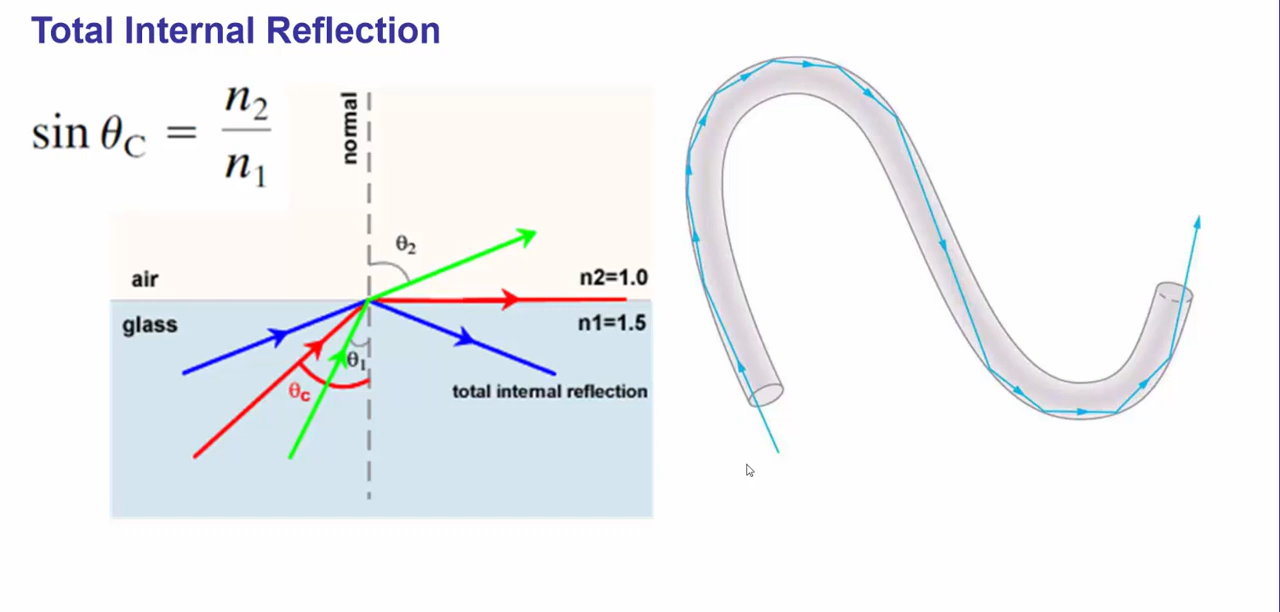 Total Internal Reflection
sin θC = n2/n1
normal
θ2
air
n2=1.0
glass
n1=1.5
θ1
θc
total internal reflection